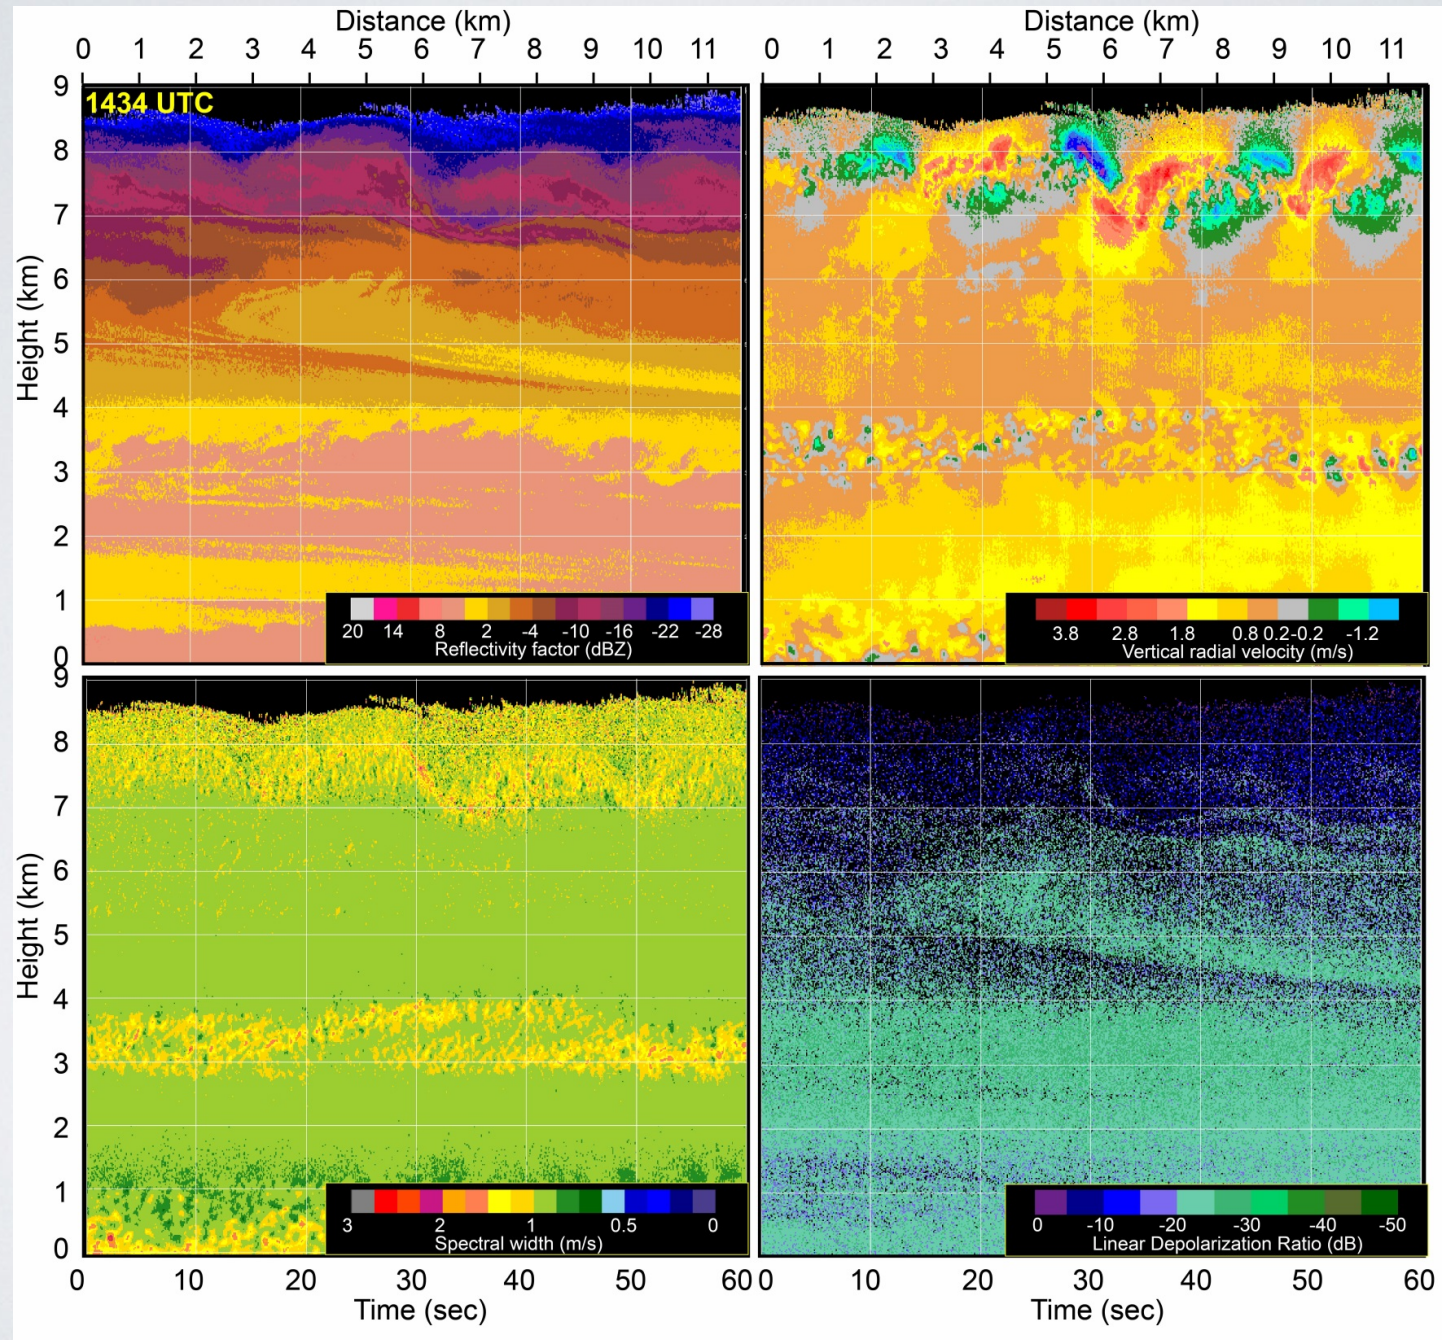 Distance (km) Distance (km)
0 1 2 3 4 5 6 7 8 9 10 11 0 1 2 3 4 5 6 7 8 9 10 11
9
1434 UTC
8
7
6
Height (km)
5
4
3
2
1
20 14 8 2 -4 -10 -16 -22 -28
Reflectivity factor (dBZ)
3.8 2.8 1.8 0.8 0.2 -0.2 -1.2
Vertical radial velocity (m/s)
0
9
8
7
6
Height (km)
5
4
3
2
1
3 2 1 0.5 0
Spectral width (m/s)
0 -10 -20 -30 -40 -50
Linear Depolarization Ratio (dB)
0
0 10 20 30 40 50 60 0 10 20 30 40 50 60
Time (sec) Time (sec)